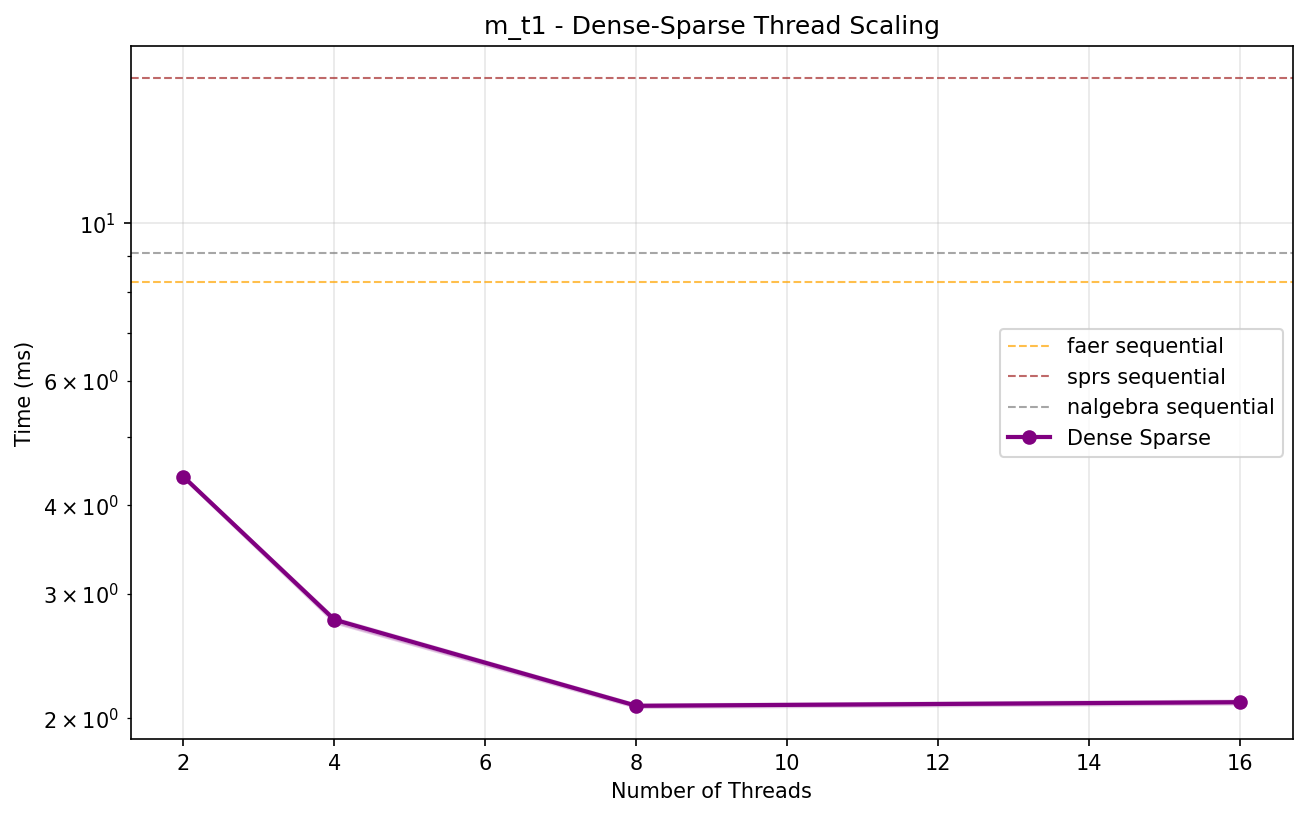 m_t1 - Dense-Sparse Thread Scaling
Time (ms)
10¹
6 × 10⁰
4 × 10⁰
3 × 10⁰
2 × 10⁰
faer sequential
sprs sequential
nalgebra sequential
Dense Sparse
2 4 6 8 10 12 14 16
Number of Threads